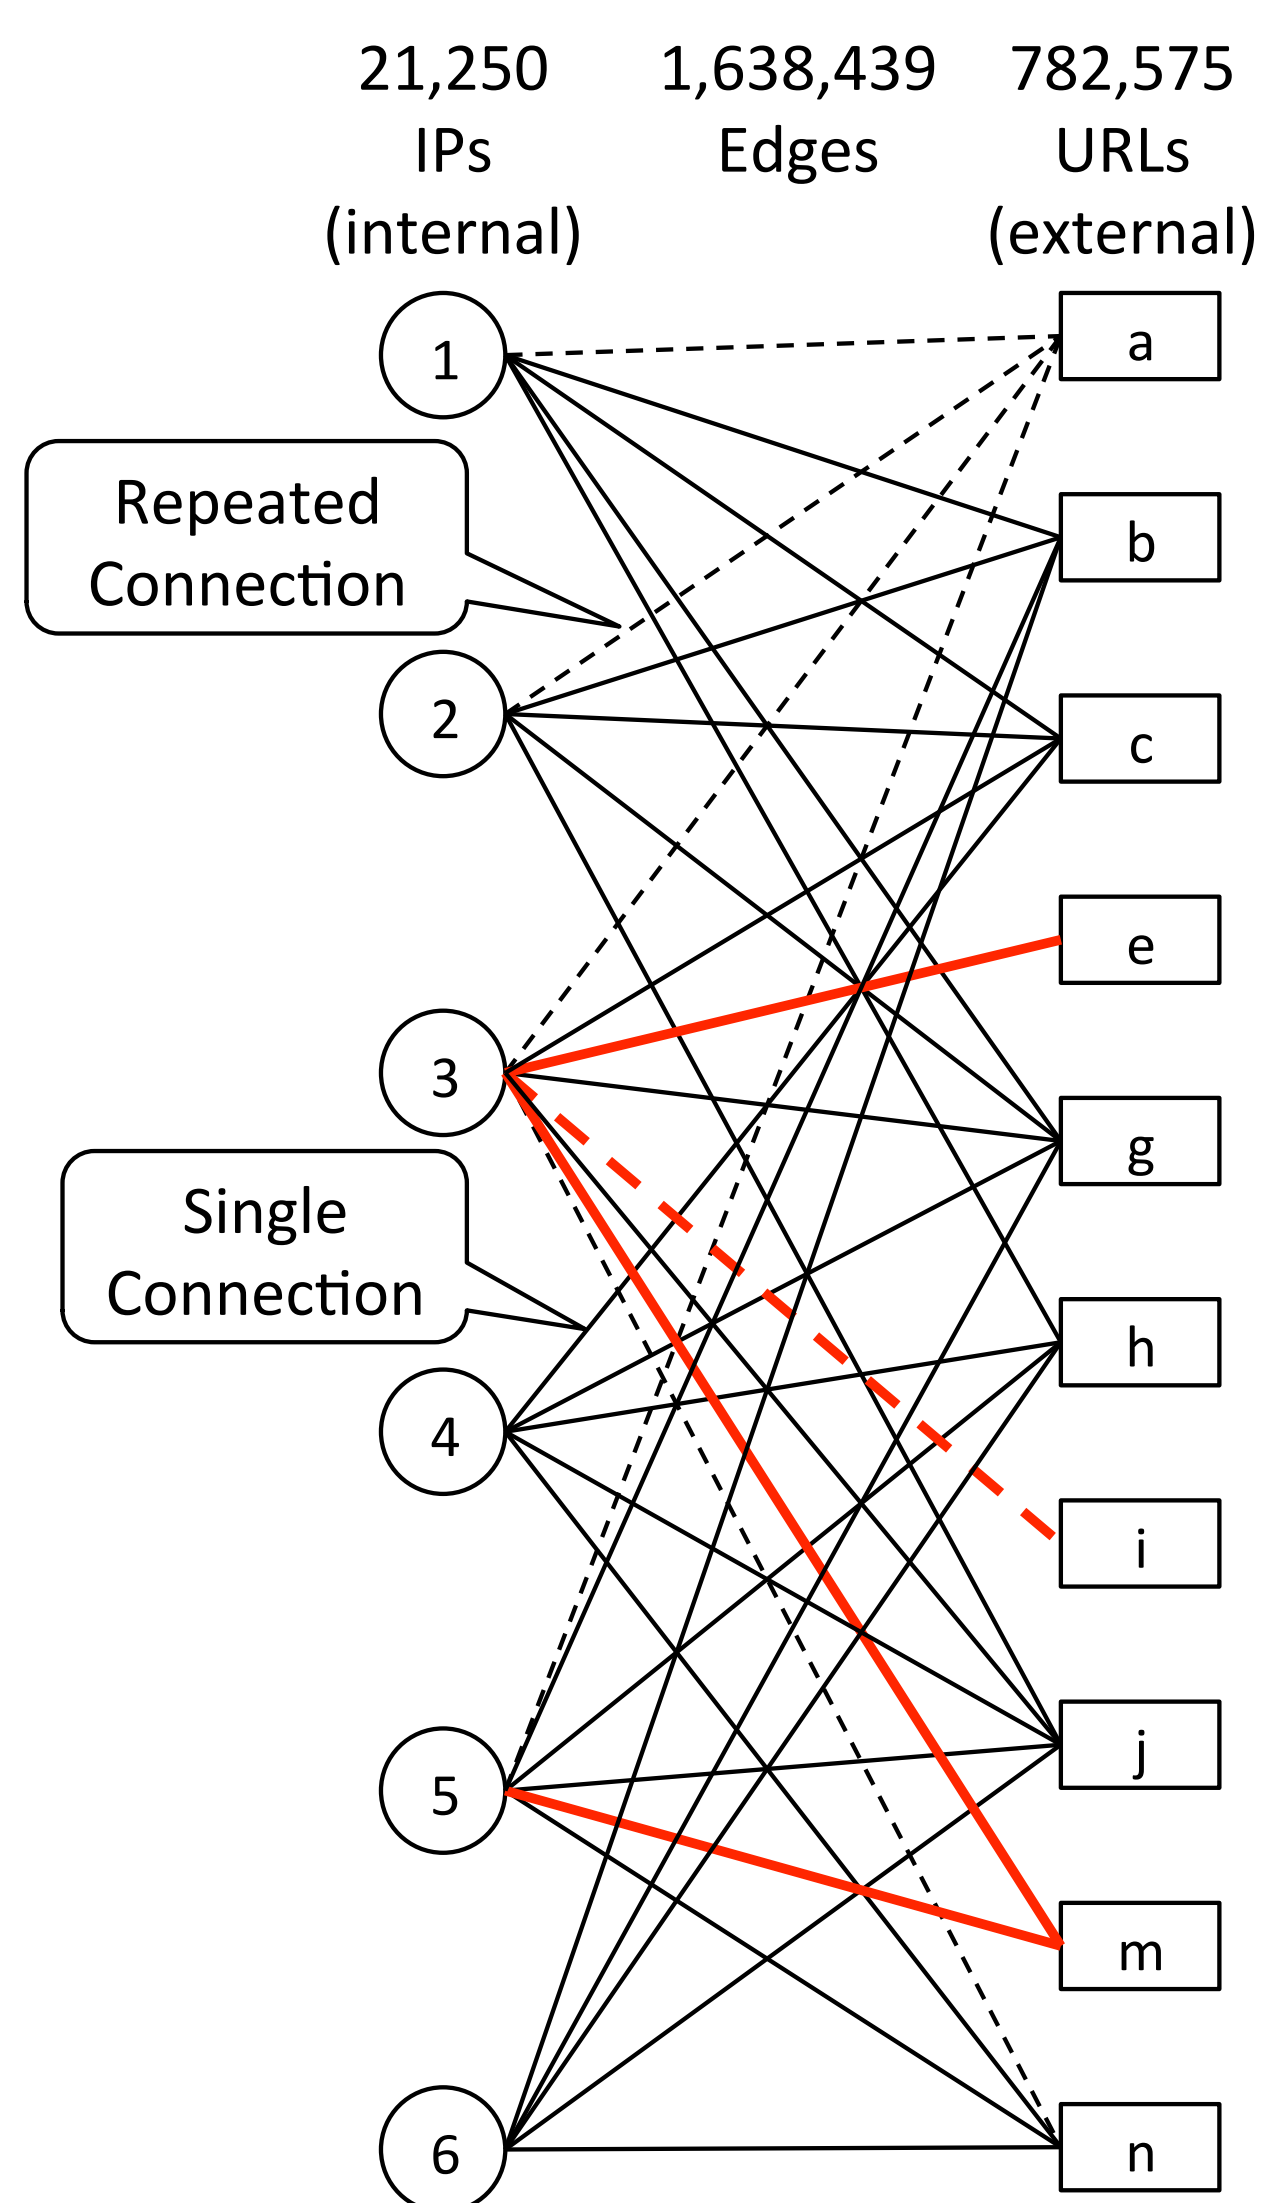 21,250 1,638,439 782,575
IPs Edges URLs
(internal) (external)
1
a
Repeated
Connection
b
2
c
e
3
g
Single
Connection
h
4
i
j
5
m
6
n